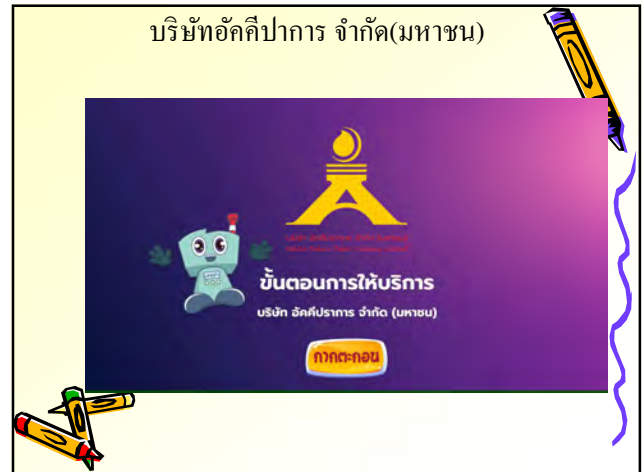 บริษัทอัคคีปาการ จำกัด(มหาชน)
ขั้นตอนการให้บริการ
บริษัท อัคคีปราการ จำกัด (มหาชน)
กากตะกอน